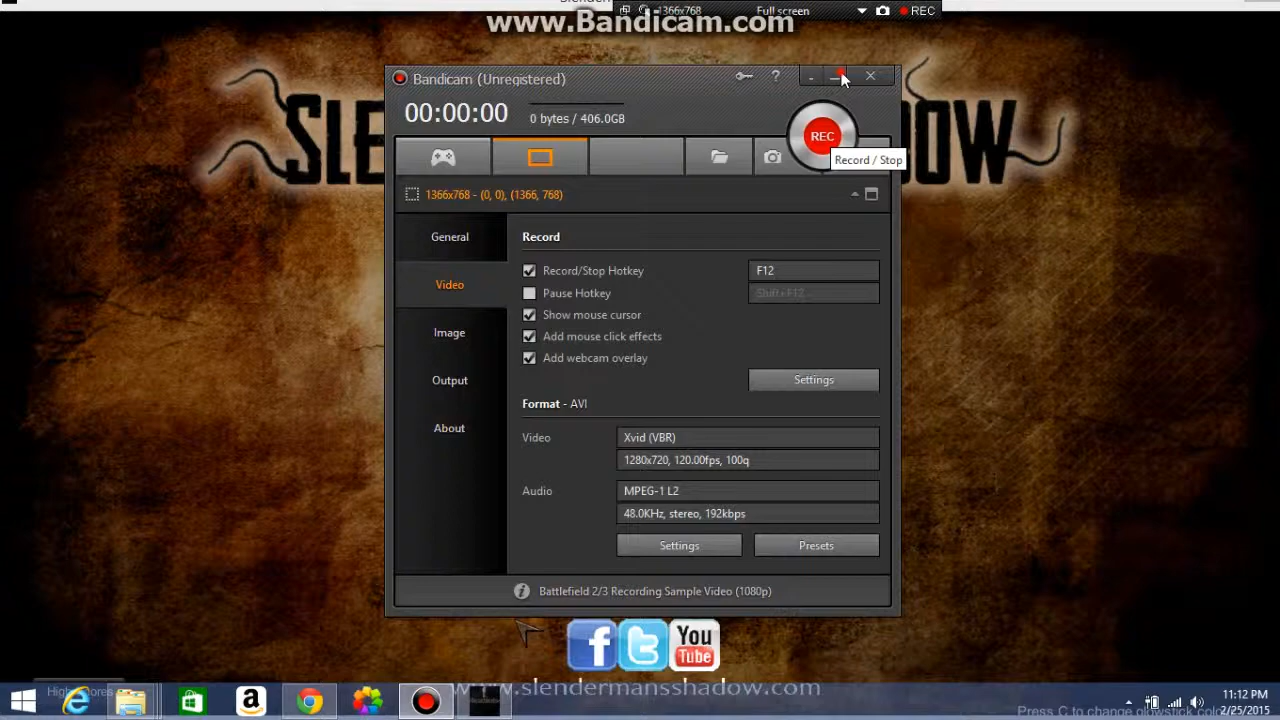 1366x768 Full screen REC
www.Bandicam.com
Bandicam (Unregistered) ?
00:00:00 0 bytes / 406.0GB
REC
Record / Stop
1366x768 - (0, 0), (1366, 768)
General
Video
Image
Output
About
Record
Record/Stop Hotkey F12
Pause Hotkey Shift+F12
Show mouse cursor
Add mouse click effects
Add webcam overlay
Settings
Format - AVI
Video Xvid (VBR)
1280x720, 120.00fps, 100q
Audio MPEG-1 L2
48.0KHz, stereo, 192kbps
Settings Presets
Battlefield 2/3 Recording Sample Video (1080p)
f
You
Tube
www.slendermansshadow.com
11:12 PM
2/25/2015
Press C to change glowstick